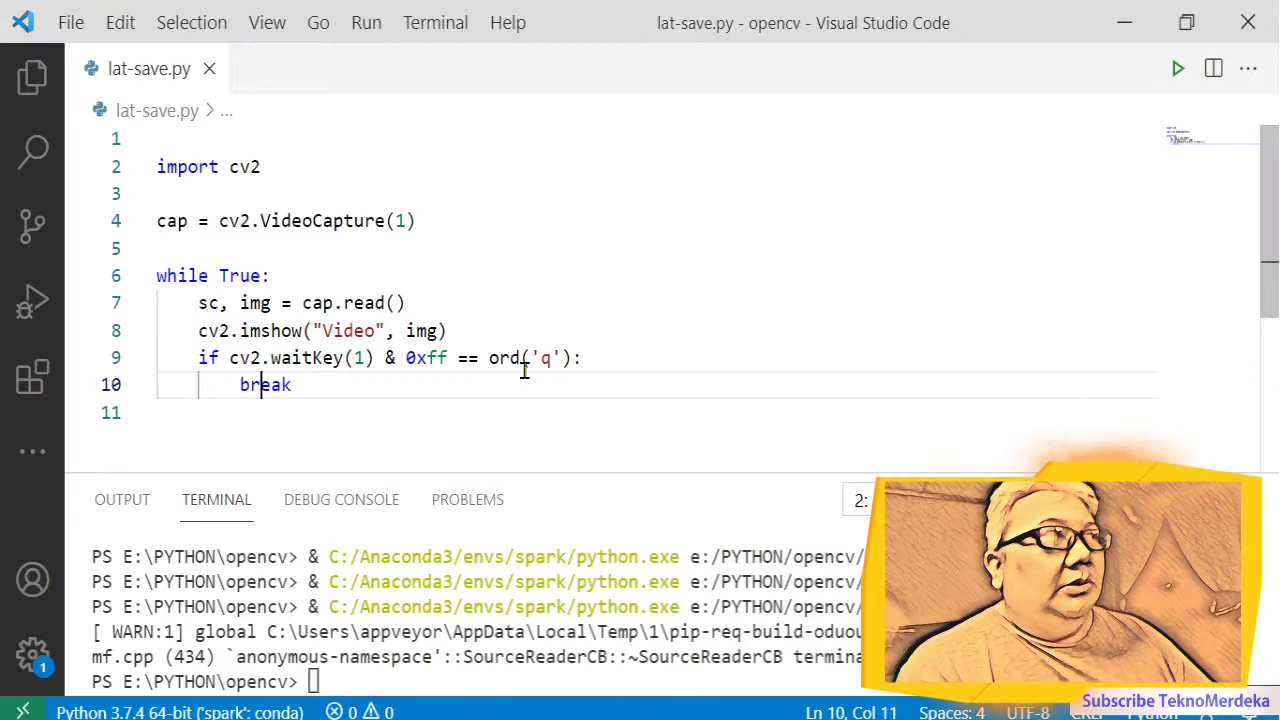 File Edit Selection View Go Run Terminal Help lat-save.py - opencv - Visual Studio Code
lat-save.py
lat-save.py > ...
1
2 import cv2
3
4 cap = cv2.VideoCapture(1)
5
6 while True:
7 sc, img = cap.read()
8 cv2.imshow("Video", img)
9 if cv2.waitKey(1) & 0xff == ord('q'):
10 break
11
OUTPUT TERMINAL DEBUG CONSOLE PROBLEMS 2:
PS E:\PYTHON\opencv> & C:/Anaconda3/envs/spark/python.exe e:/PYTHON/opencv/
PS E:\PYTHON\opencv> & C:/Anaconda3/envs/spark/python.exe e:/PYTHON/opencv/
PS E:\PYTHON\opencv> & C:/Anaconda3/envs/spark/python.exe e:/PYTHON/opencv/
[ WARN:1] global C:\Users\appveyor\AppData\Local\Temp\1\pip-req-build-oduou
mf.cpp (434) `anonymous-namespace'::SourceReaderCB::~SourceReaderCB termina
PS E:\PYTHON\opencv>
1
Subscribe TeknoMerdeka
Python 3.7.4 64-bit ('spark': conda) 0 0 Ln 10, Col 11 Spaces: 4 UTF-8 CRLF Python